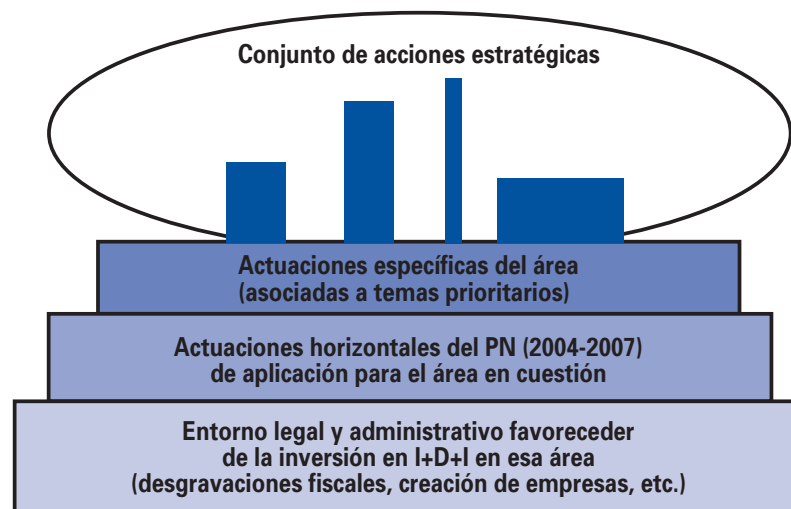 Conjunto de acciones estratégicas
Actuaciones específicas del área
(asociadas a temas prioritarios)
Actuaciones horizontales del PN (2004-2007)
de aplicación para el área en cuestión
Entorno legal y administrativo favoreceder
de la inversión en I+D+I en esa área
(desgravaciones fiscales, creación de empresas, etc.)